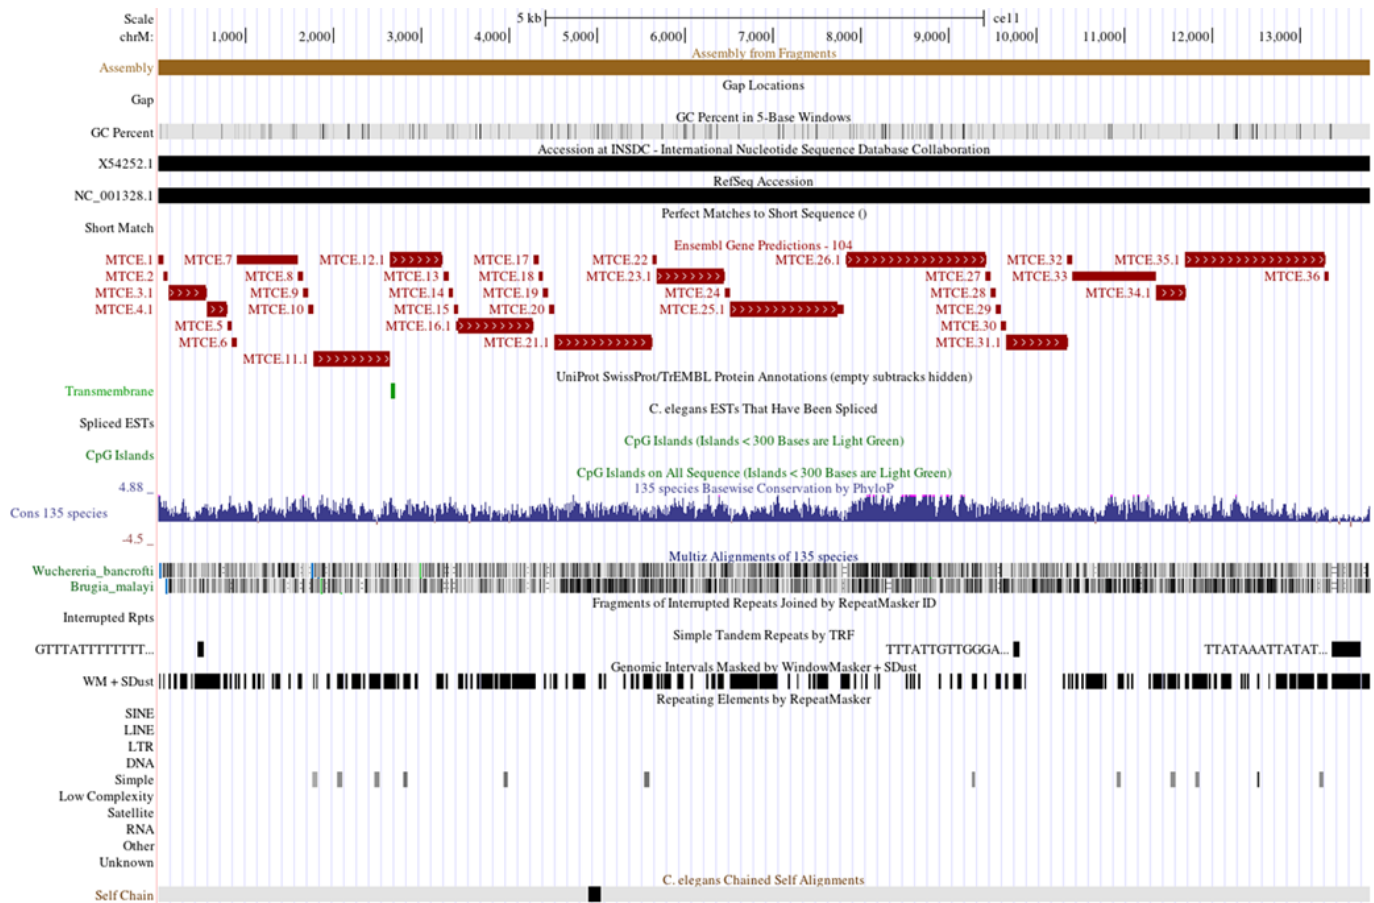 Scale 5 kb ce11
chrM: 1,000 2,000 3,000 4,000 5,000 6,000 7,000 8,000 9,000 10,000 11,000 12,000 13,000
Assembly from Fragments
Assembly
Gap Locations
Gap
GC Percent in 5-Base Windows
GC Percent
Accession at INSDC - International Nucleotide Sequence Database Collaboration
X54252.1
RefSeq Accession
NC_001328.1
Perfect Matches to Short Sequence ()
Short Match
Ensembl Gene Predictions - 104
MTCE.1 MTCE.7 MTCE.12.1 MTCE.17 MTCE.22 MTCE.26.1 MTCE.32 MTCE.35.1
MTCE.2 MTCE.8 MTCE.13 MTCE.18 MTCE.23.1 MTCE.27 MTCE.33 MTCE.36
MTCE.3.1 MTCE.9 MTCE.14 MTCE.19 MTCE.24 MTCE.28 MTCE.34.1
MTCE.4.1 MTCE.10 MTCE.15 MTCE.20 MTCE.25.1 MTCE.29
MTCE.5 MTCE.16.1 MTCE.30
MTCE.6 MTCE.21.1 MTCE.31.1
MTCE.11.1
UniProt SwissProt/TrEMBL Protein Annotations (empty subtracks hidden)
Transmembrane
C. elegans ESTs That Have Been Spliced
Spliced ESTs
CpG Islands (Islands < 300 Bases are Light Green)
CpG Islands
CpG Islands on All Sequence (Islands < 300 Bases are Light Green)
135 species Basewise Conservation by PhyloP
4.88 _
Cons 135 species
-4.5 _
Multiz Alignments of 135 species
Wuchereria_bancrofti
Brugia_malayi
Fragments of Interrupted Repeats Joined by RepeatMasker ID
Interrupted Rpts
Simple Tandem Repeats by TRF
GTTTATTTTTTTT... TTTATTGTTGGGA... TTATAAATTATAT...
Genomic Intervals Masked by WindowMasker + SDust
WM + SDust
Repeating Elements by RepeatMasker
SINE
LINE
LTR
DNA
Simple
Low Complexity
Satellite
RNA
Other
Unknown
C. elegans Chained Self Alignments
Self Chain